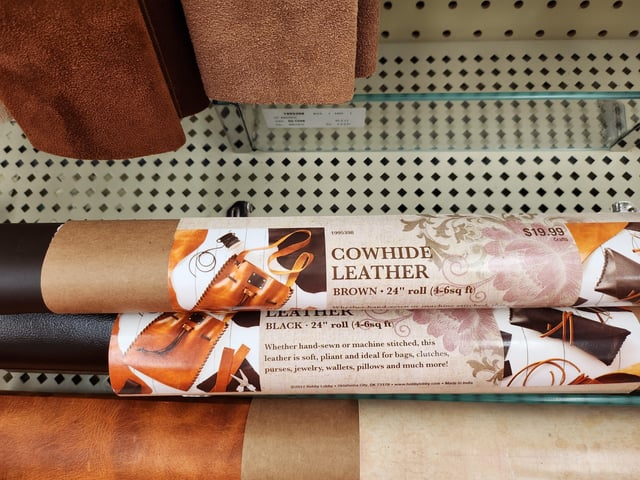 1995398
$19.99
Crafts
COWHIDE
LEATHER
BROWN • 24" roll (4-6sq ft)
LEATHER
BLACK • 24" roll (4-6sq ft)
Whether hand-sewn or machine stitched, this
leather is soft, pliant and ideal for bags, clutches,
purses, jewelry, wallets, pillows and much more!
Hobby Lobby • Oklahoma City, OK 73179 • www.hobbylobby.com • Made in India